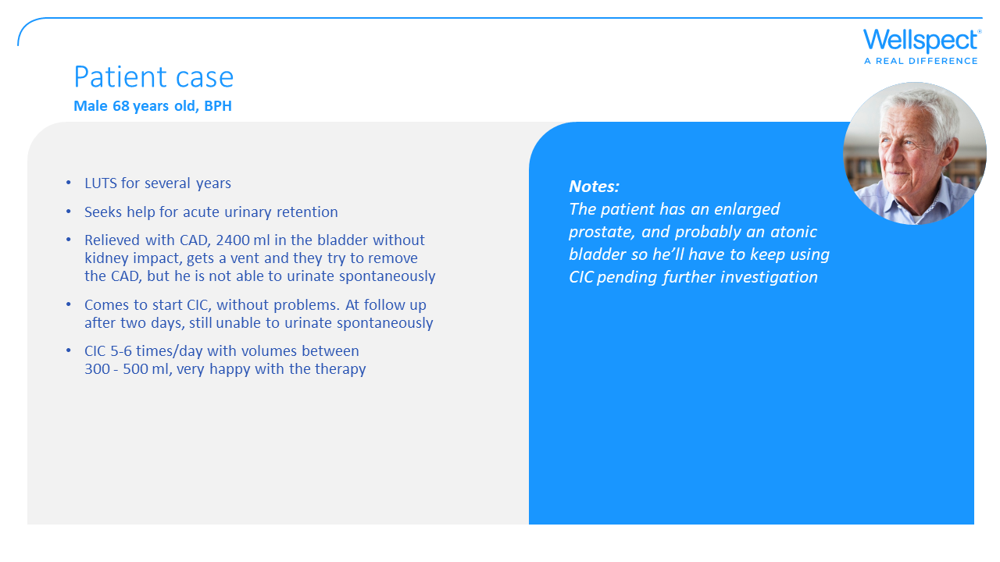 Wellspect®
A REAL DIFFERENCE
Patient case
Male 68 years old, BPH
• LUTS for several years
• Seeks help for acute urinary retention
• Relieved with CAD, 2400 ml in the bladder without
kidney impact, gets a vent and they try to remove
the CAD, but he is not able to urinate spontaneously
• Comes to start CIC, without problems. At follow up
after two days, still unable to urinate spontaneously
• CIC 5-6 times/day with volumes between
300 - 500 ml, very happy with the therapy
Notes:
The patient has an enlarged
prostate, and probably an atonic
bladder so he’ll have to keep using
CIC pending further investigation